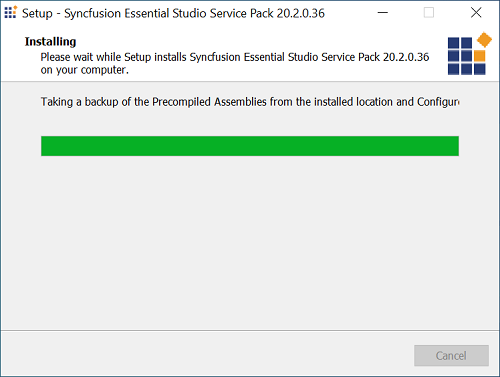 Setup - Syncfusion Essential Studio Service Pack 20.2.0.36
Installing
Please wait while Setup installs Syncfusion Essential Studio Service Pack 20.2.0.36
on your computer.
Taking a backup of the Precompiled Assemblies from the installed location and Configure
Cancel